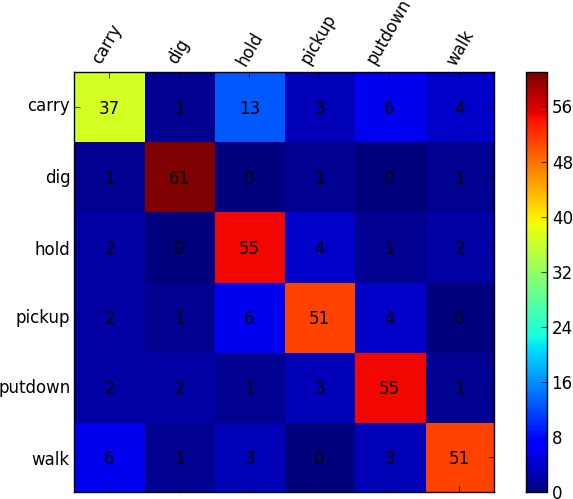 carry dig hold pickup putdown walk
carry 37 1 13 3 6 4
dig 1 61 0 1 0 1
hold 2 0 55 4 1 2
pickup 2 1 6 51 4 0
putdown 2 2 1 3 55 1
walk 6 1 3 0 3 51
56
48
40
32
24
16
8
0